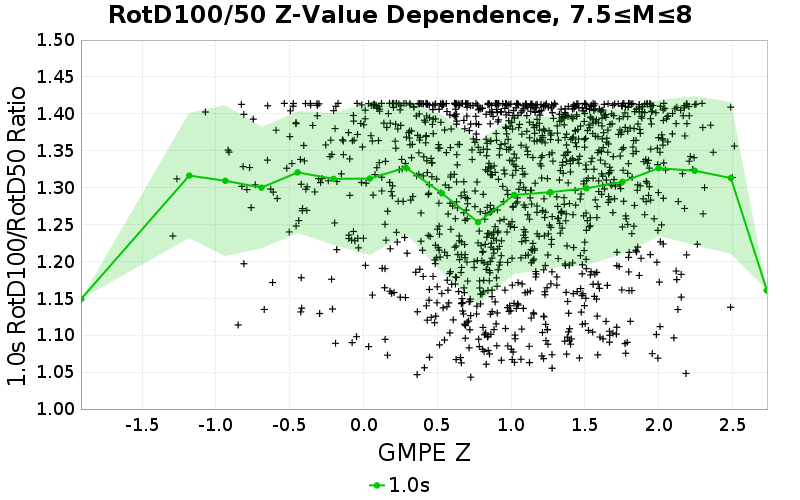 RotD100/50 Z-Value Dependence, 7.5≤M≤8
1.0s RotD100/RotD50 Ratio
1.50
1.45
1.40
1.35
1.30
1.25
1.20
1.15
1.10
1.05
1.00
-1.5 -1.0 -0.5 0.0 0.5 1.0 1.5 2.0 2.5
GMPE Z
1.0s